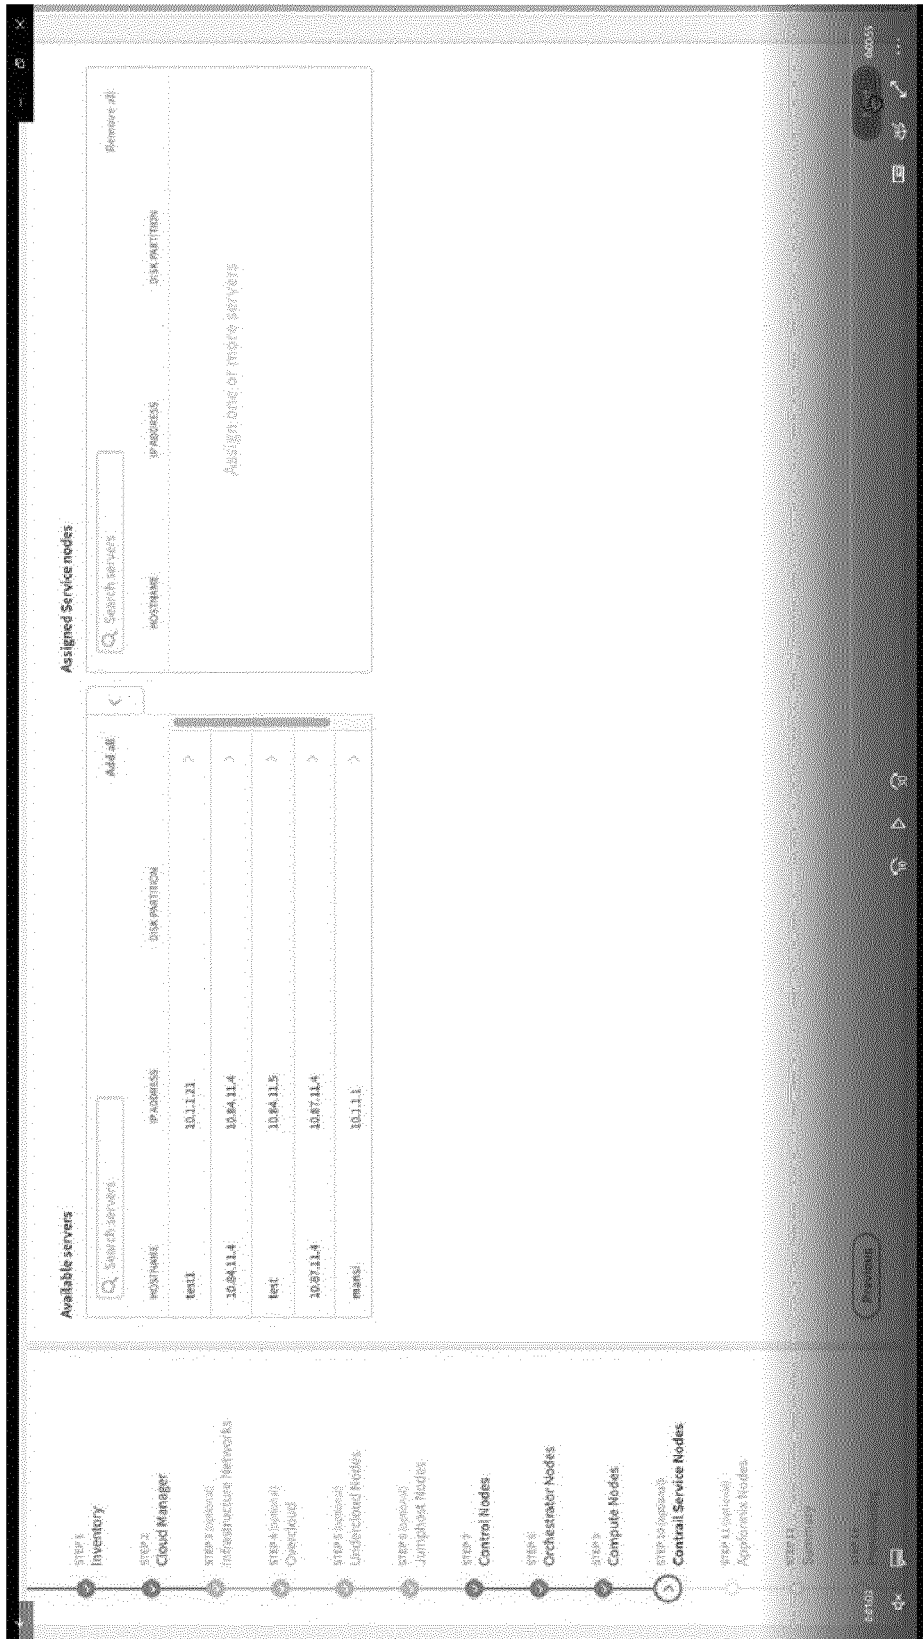 STEP 1
Inventory
STEP 2
Cloud Manager
STEP 3 (optional)
Infrastructure Networks
STEP 4 (optional)
Overcloud
STEP 5 (optional)
Undercloud Nodes
STEP 6 (optional)
Jumphost Nodes
STEP 7
Control Nodes
STEP 8
Orchestrator Nodes
STEP 9
Compute Nodes
STEP 10 (optional)
Contrail Service Nodes
STEP 11 (optional)
Appformix Nodes
Available servers
Search servers
Add all
HOSTNAME IP ADDRESS DISK PARTITION
test1 10.1.1.11
10.84.11.4 10.84.11.4
test 10.84.11.5
10.87.11.4 10.87.11.4
mansi 10.1.1.1
Assigned Service nodes
Search servers
Remove all
HOSTNAME IP ADDRESS DISK PARTITION
Assign one or more servers
Previous
10
30